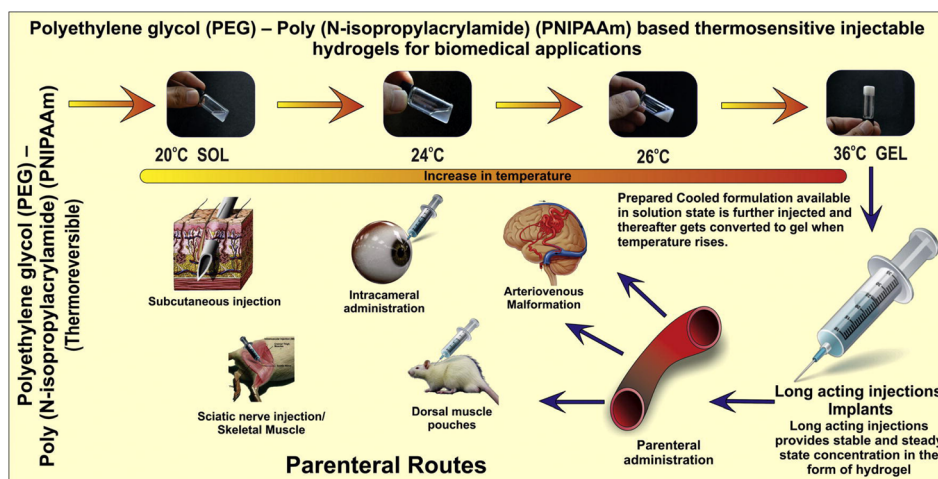 Polyethylene glycol (PEG) – Poly (N-isopropylacrylamide) (PNIPAAm) based thermosensitive injectable
hydrogels for biomedical applications
Polyethylene glycol (PEG) –
Poly (N-isopropylacrylamide) (PNIPAAm)
(Thermoreversible)
20°C SOL
24°C
26°C
36°C GEL
Increase in temperature
Prepared Cooled formulation available
in solution state is further injected and
thereafter gets converted to gel when
temperature rises.
Subcutaneous injection
Intracameral
administration
Arteriovenous
Malformation
Sciatic nerve injection/
Skeletal Muscle
Dorsal muscle
pouches
Parenteral
administration
Long acting injections
Implants
Long acting injections
provides stable and steady
state concentration in the
form of hydrogel
Parenteral Routes